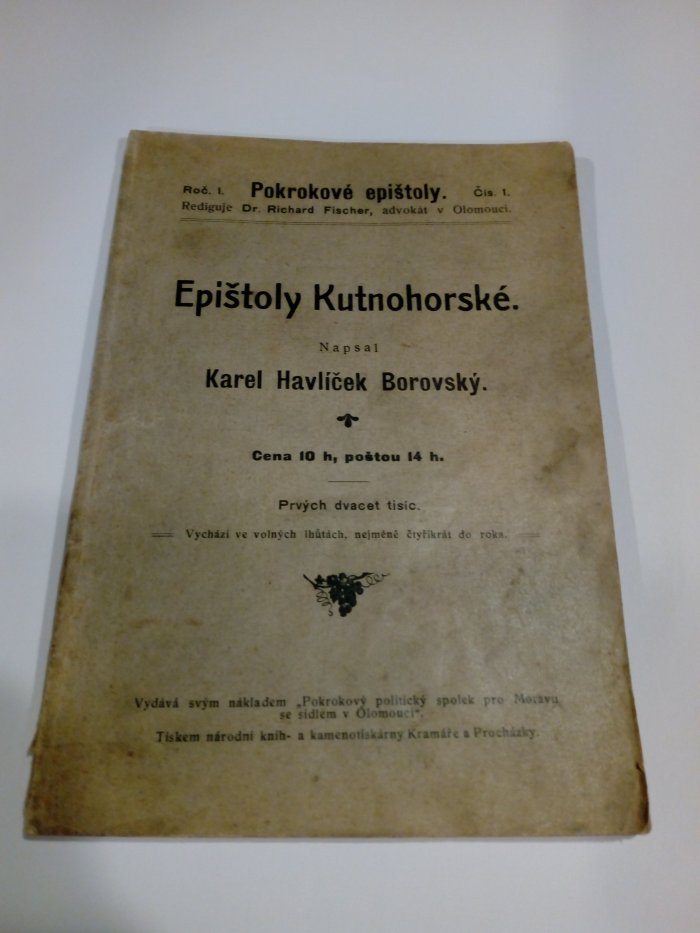 Roč. I. Pokrokové epištoly. Čís. 1.
Rediguje Dr. Richard Fischer, advokát v Olomouci.
Epištoly Kutnohorské.
Napsal
Karel Havlíček Borovský.
Cena 10 h, poštou 14 h.
Prvých dvacet tisíc.
Vychází ve volných lhůtách, nejméně čtyřikrát do roka.
Vydává svým nákladem „Pokrokový politický spolek pro Moravu
se sídlem v Olomouci".
Tiskem národní knih- a kamenotiskárny Kramáře a Procházky.